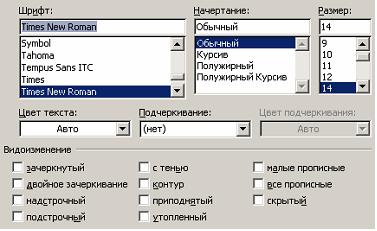 Шрифт: Начертание: Размер:
Times New Roman Обычный 14
Symbol Обычный 9
Tahoma Курсив 10
Tempus Sans ITC Полужирный 11
Times Полужирный Курсив 12
Times New Roman 14
Цвет текста: Подчеркивание: Цвет подчеркивания:
Авто (нет) Авто
Видоизменение
зачеркнутый с тенью малые прописные
двойное зачеркивание контур все прописные
надстрочный приподнятый скрытый
подстрочный утопленный